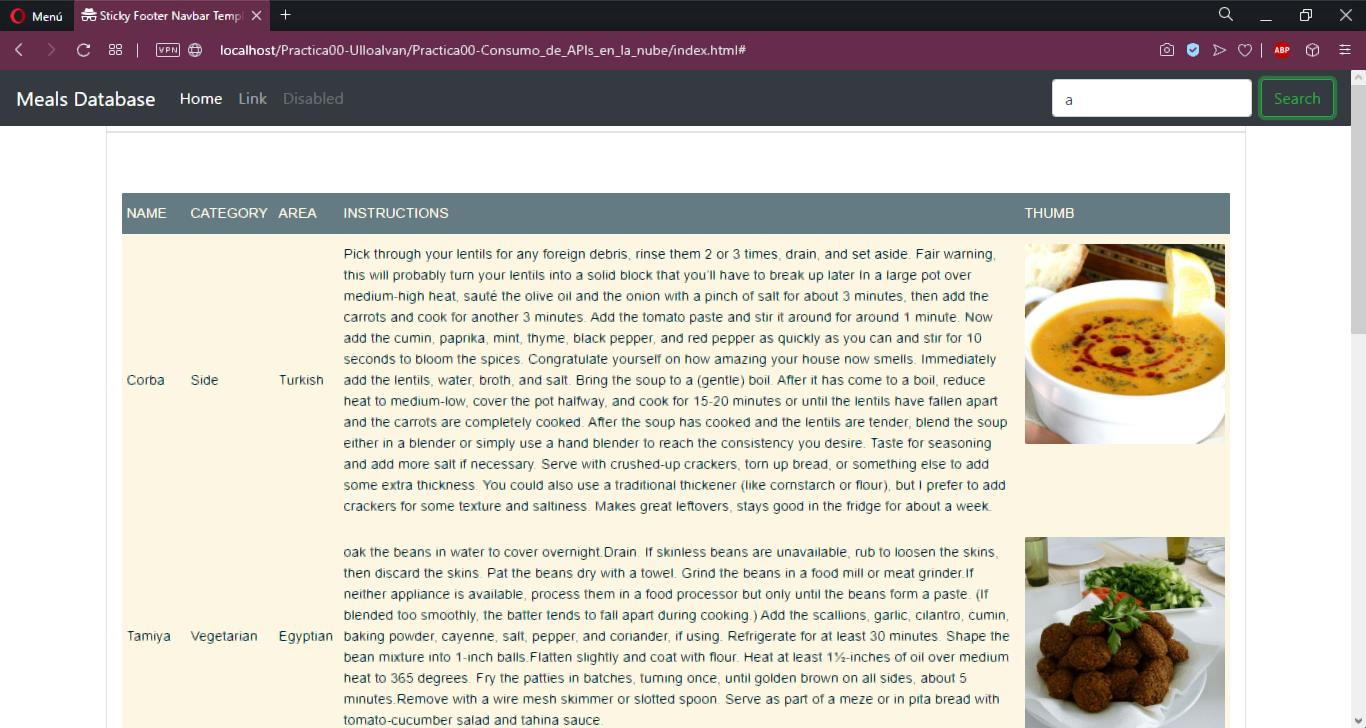 Menú
Sticky Footer Navbar Temp
VPN
localhost/Practica00-Ulloalvan/Practica00-Consumo_de_APIs_en_la_nube/index.html#
ABP
Meals Database Home Link Disabled
a
Search
NAME CATEGORY AREA INSTRUCTIONS THUMB
Corba Side Turkish
Pick through your lentils for any foreign debris, rinse them 2 or 3 times, drain, and set aside. Fair warning,
this will probably turn your lentils into a solid block that you'll have to break up later In a large pot over
medium-high heat, sauté the olive oil and the onion with a pinch of salt for about 3 minutes, then add the
carrots and cook for another 3 minutes. Add the tomato paste and stir it around for around 1 minute. Now
add the cumin, paprika, mint, thyme, black pepper, and red pepper as quickly as you can and stir for 10
seconds to bloom the spices. Congratulate yourself on how amazing your house now smells. Immediately
add the lentils, water, broth, and salt. Bring the soup to a (gentle) boil. After it has come to a boil, reduce
heat to medium-low, cover the pot halfway, and cook for 15-20 minutes or until the lentils have fallen apart
and the carrots are completely cooked. After the soup has cooked and the lentils are tender, blend the soup
either in a blender or simply use a hand blender to reach the consistency you desire. Taste for seasoning
and add more salt if necessary. Serve with crushed-up crackers, torn up bread, or something else to add
some extra thickness. You could also use a traditional thickener (like cornstarch or flour), but I prefer to add
crackers for some texture and saltiness. Makes great leftovers, stays good in the fridge for about a week.
Tamiya Vegetarian Egyptian
oak the beans in water to cover overnight.Drain. If skinless beans are unavailable, rub to loosen the skins,
then discard the skins. Pat the beans dry with a towel. Grind the beans in a food mill or meat grinder.If
neither appliance is available, process them in a food processor but only until the beans form a paste. (If
blended too smoothly, the batter tends to fall apart during cooking.) Add the scallions, garlic, cilantro, cumin,
baking powder, cayenne, salt, pepper, and coriander, if using. Refrigerate for at least 30 minutes. Shape the
bean mixture into 1-inch balls.Flatten slightly and coat with flour. Heat at least 1½-inches of oil over medium
heat to 365 degrees. Fry the patties in batches, turning once, until golden brown on all sides, about 5
minutes.Remove with a wire mesh skimmer or slotted spoon. Serve as part of a meze or in pita bread with
tomato-cucumber salad and tahina sauce.